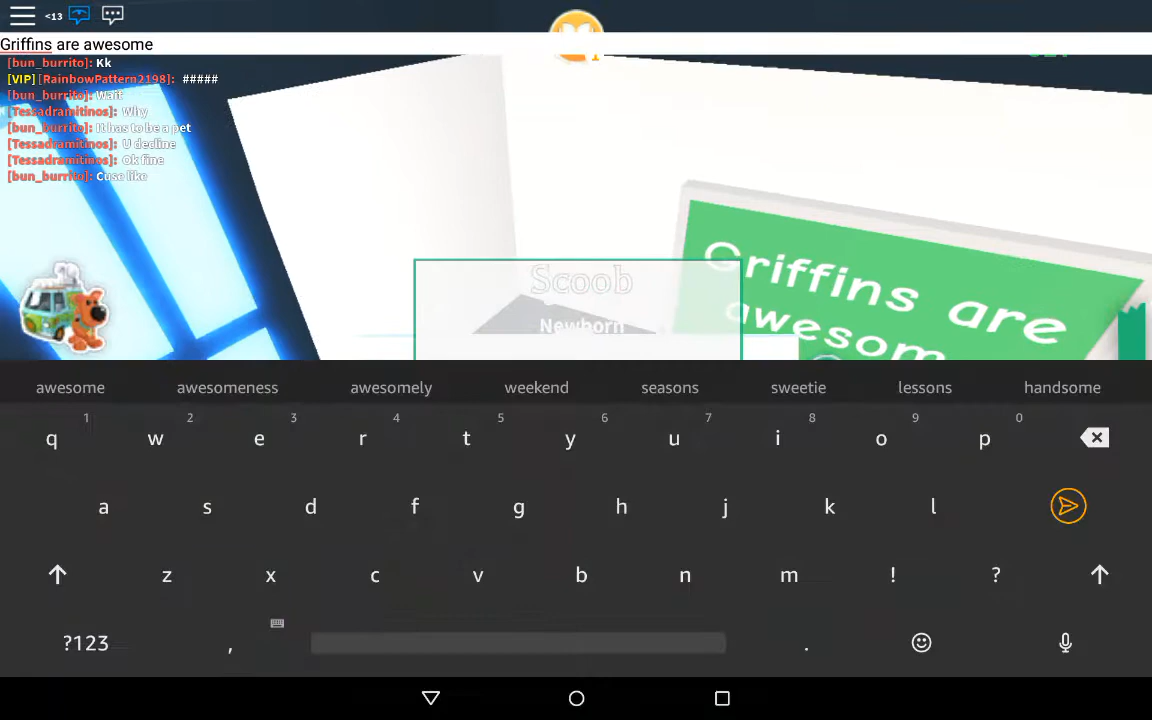 <13
1
Griffins are awesome
[bun_burrito]: Kk
[VIP][RainbowPattern2198]: #####
[bun_burrito]: Wait
[Tessadramitinos]: Why
[bun_burrito]: It has to be a pet
[Tessadramitinos]: U decline
[Tessadramitinos]: Ok fine
[bun_burrito]: Cuse like
Griffins are
awesom
Scoob
Newborn
awesome awesomeness awesomely weekend seasons sweetie lessons handsome
1 2 3 4 5 6 7 8 9 0
q w e r t y u i o p
a s d f g h j k l
z x c v b n m ! ?
?123 , .